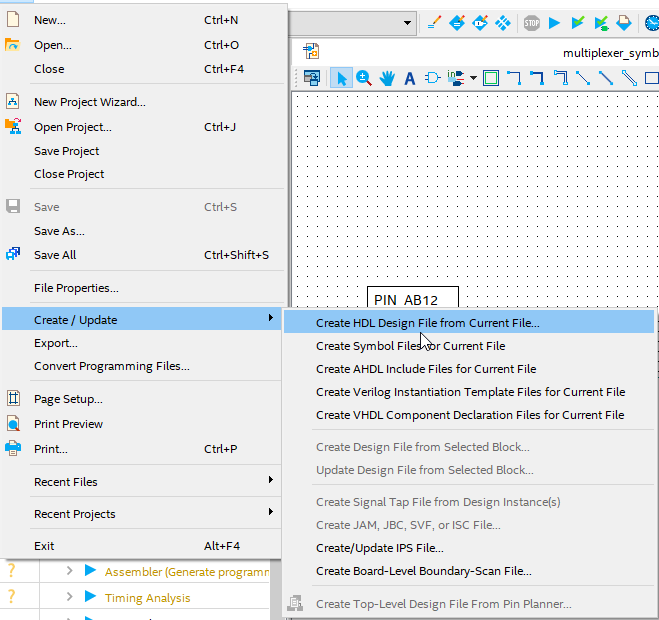 New... Ctrl+N
Open... Ctrl+O
Close Ctrl+F4
New Project Wizard...
Open Project... Ctrl+J
Save Project
Close Project
Save Ctrl+S
Save As...
Save All Ctrl+Shift+S
File Properties...
Create / Update
Export...
Convert Programming Files...
Page Setup...
Print Preview
Print... Ctrl+P
Recent Files
Recent Projects
Exit Alt+F4
Assembler (Generate programm
Timing Analysis
STOP
multiplexer_symb
A
PIN_AB12
Create HDL Design File from Current File...
Create Symbol Files for Current File
Create AHDL Include Files for Current File
Create Verilog Instantiation Template Files for Current File
Create VHDL Component Declaration Files for Current File
Create Design File from Selected Block...
Update Design File from Selected Block...
Create Signal Tap File from Design Instance(s)
Create JAM, JBC, SVF, or ISC File...
Create/Update IPS File...
Create Board-Level Boundary-Scan File...
Create Top-Level Design File From Pin Planner...